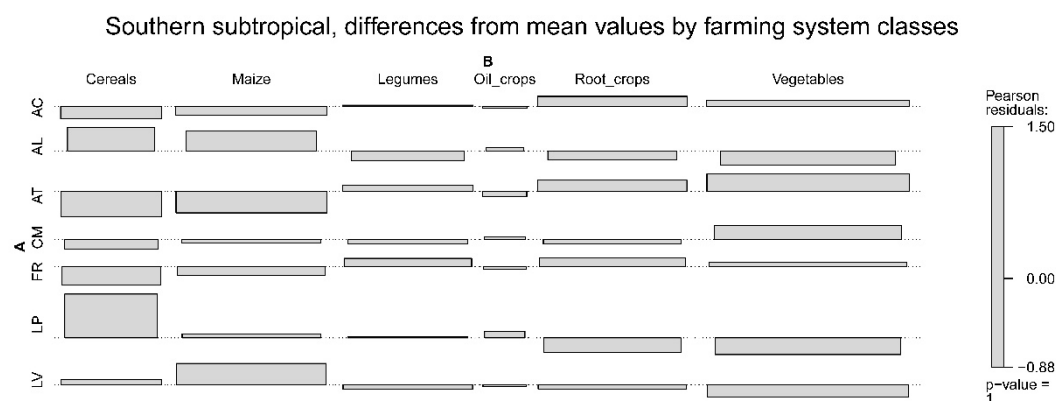 Southern subtropical, differences from mean values by farming system classes
B
Cereals Maize Legumes Oil_crops Root_crops Vegetables
A
AC
AL
AT
CM
FR
LP
LV
Pearson
residuals:
1.50
0.00
−0.88
p−value =
1